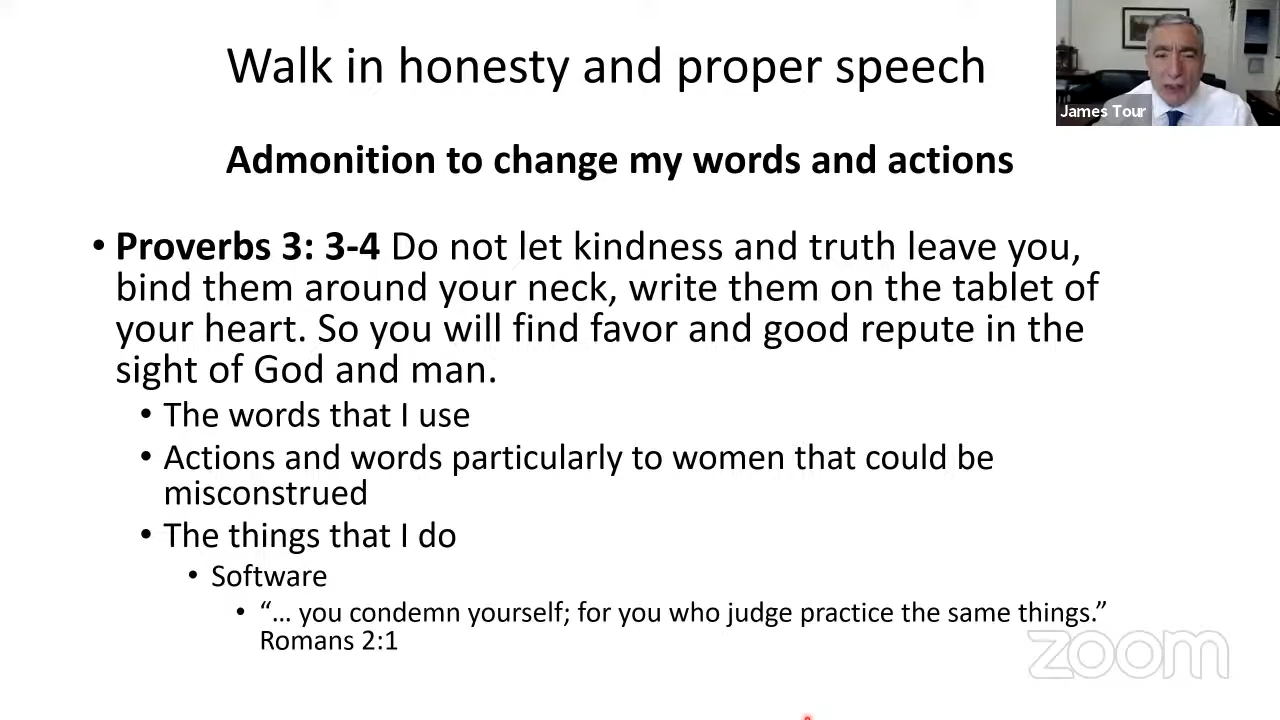 Walk in honesty and proper speech
James Tour
Admonition to change my words and actions
• Proverbs 3: 3-4 Do not let kindness and truth leave you,
bind them around your neck, write them on the tablet of
your heart. So you will find favor and good repute in the
sight of God and man.
• The words that I use
• Actions and words particularly to women that could be
misconstrued
• The things that I do
• Software
• “… you condemn yourself; for you who judge practice the same things.”
Romans 2:1
zoom